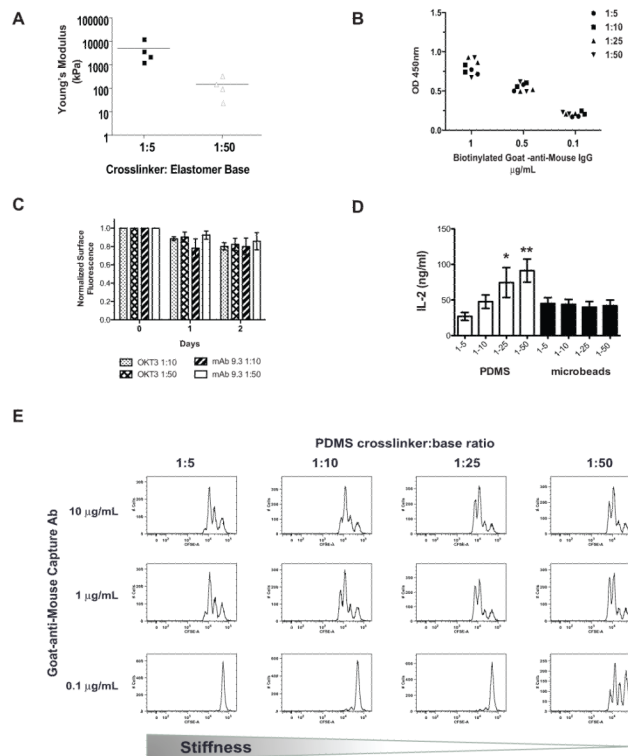 A
Young's Modulus
(kPa)
100000
10000
1000
100
10
1
1:5
1:50
Crosslinker: Elastomer Base
B
OD 450nm
1.5
1.0
0.5
0.0
1
0.5
0.1
Biotinylated Goat -anti-Mouse IgG
μg/mL
1:5
1:10
1:25
1:50
C
Normalized Surface
Fluorescence
1.0
0.8
0.6
0.4
0.2
0.0
0
1
2
Days
OKT3 1:10
mAb 9.3 1:10
OKT3 1:50
mAb 9.3 1:50
D
IL-2 (ng/ml)
150
100
50
0
*
**
1-5
1-10
1-25
1-50
1-5
1-10
1-25
1-50
PDMS
microbeads
E
PDMS crosslinker:base ratio
1:5
1:10
1:25
1:50
Goat-anti-Mouse Capture Ab
10 μg/mL
1 μg/mL
0.1 μg/mL
# Cells
CFSE-A
Stiffness